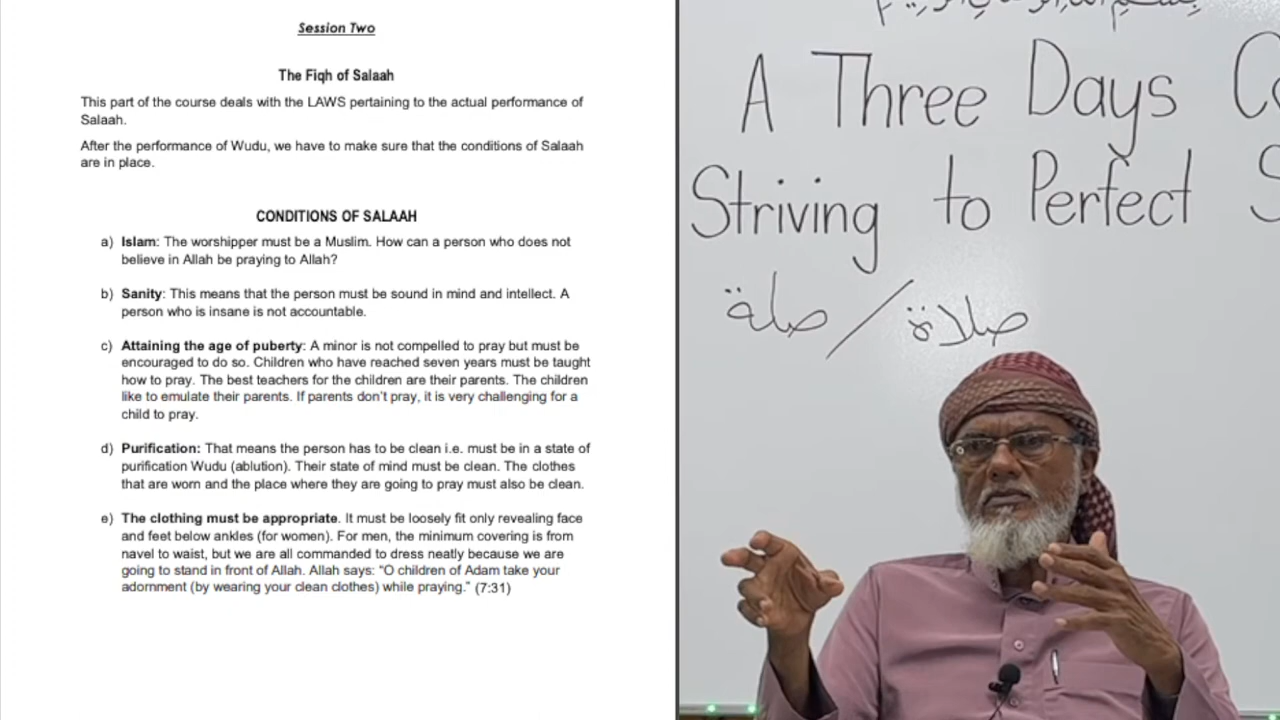 Session Two
The Fiqh of Salaah
This part of the course deals with the LAWS pertaining to the actual performance of
Salaah.
After the performance of Wudu, we have to make sure that the conditions of Salaah
are in place.
CONDITIONS OF SALAAH
a) Islam: The worshipper must be a Muslim. How can a person who does not
believe in Allah be praying to Allah?
b) Sanity: This means that the person must be sound in mind and intellect. A
person who is insane is not accountable.
c) Attaining the age of puberty: A minor is not compelled to pray but must be
encouraged to do so. Children who have reached seven years must be taught
how to pray. The best teachers for the children are their parents. The children
like to emulate their parents. If parents don't pray, it is very challenging for a
child to pray.
d) Purification: That means the person has to be clean i.e. must be in a state of
purification Wudu (ablution). Their state of mind must be clean. The clothes
that are worn and the place where they are going to pray must also be clean.
e) The clothing must be appropriate. It must be loosely fit only revealing face
and feet below ankles (for women). For men, the minimum covering is from
navel to waist, but we are all commanded to dress neatly because we are
going to stand in front of Allah. Allah says: “O children of Adam take your
adornment (by wearing your clean clothes) while praying.” (7:31)
A Three Days
Striving to Perfect
صلاة / صلة